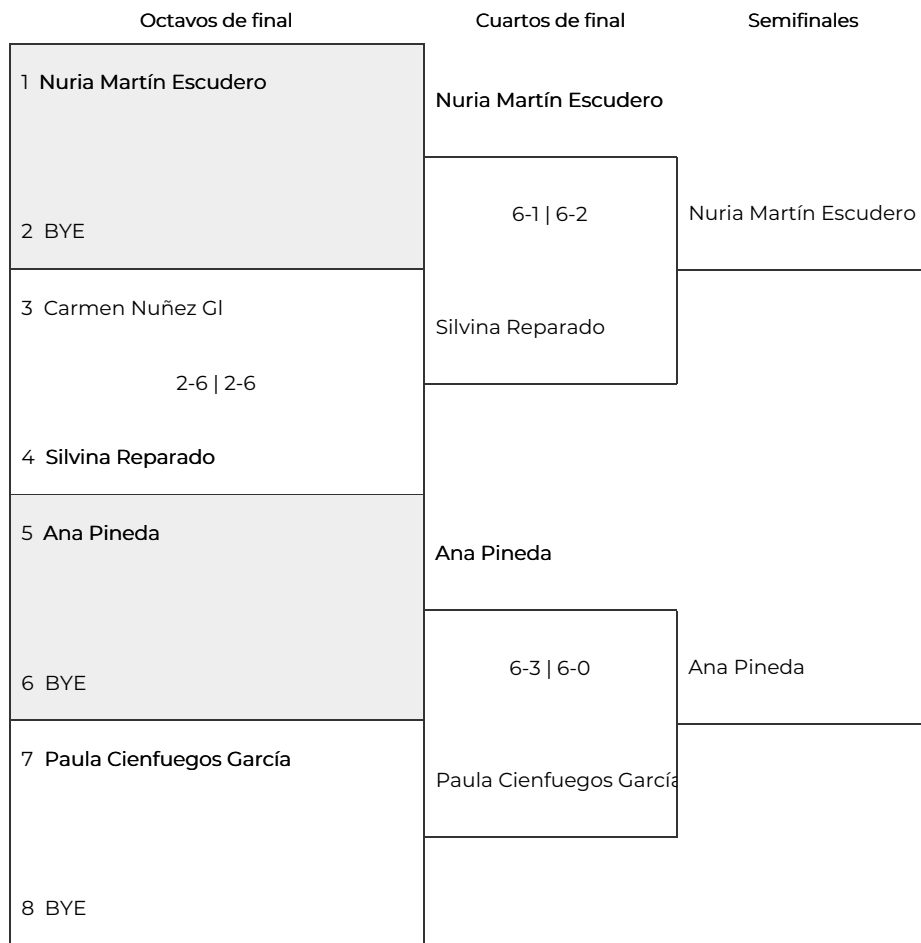 Octavos de final
Cuartos de final
Semifinales
1 Nuria Martín Escudero
2 BYE
3 Carmen Nuñez Gl
2-6 | 2-6
4 Silvina Reparado
5 Ana Pineda
6 BYE
7 Paula Cienfuegos García
8 BYE
Nuria Martín Escudero
6-1 | 6-2
Silvina Reparado
Ana Pineda
6-3 | 6-0
Paula Cienfuegos García
Nuria Martín Escudero
Ana Pineda